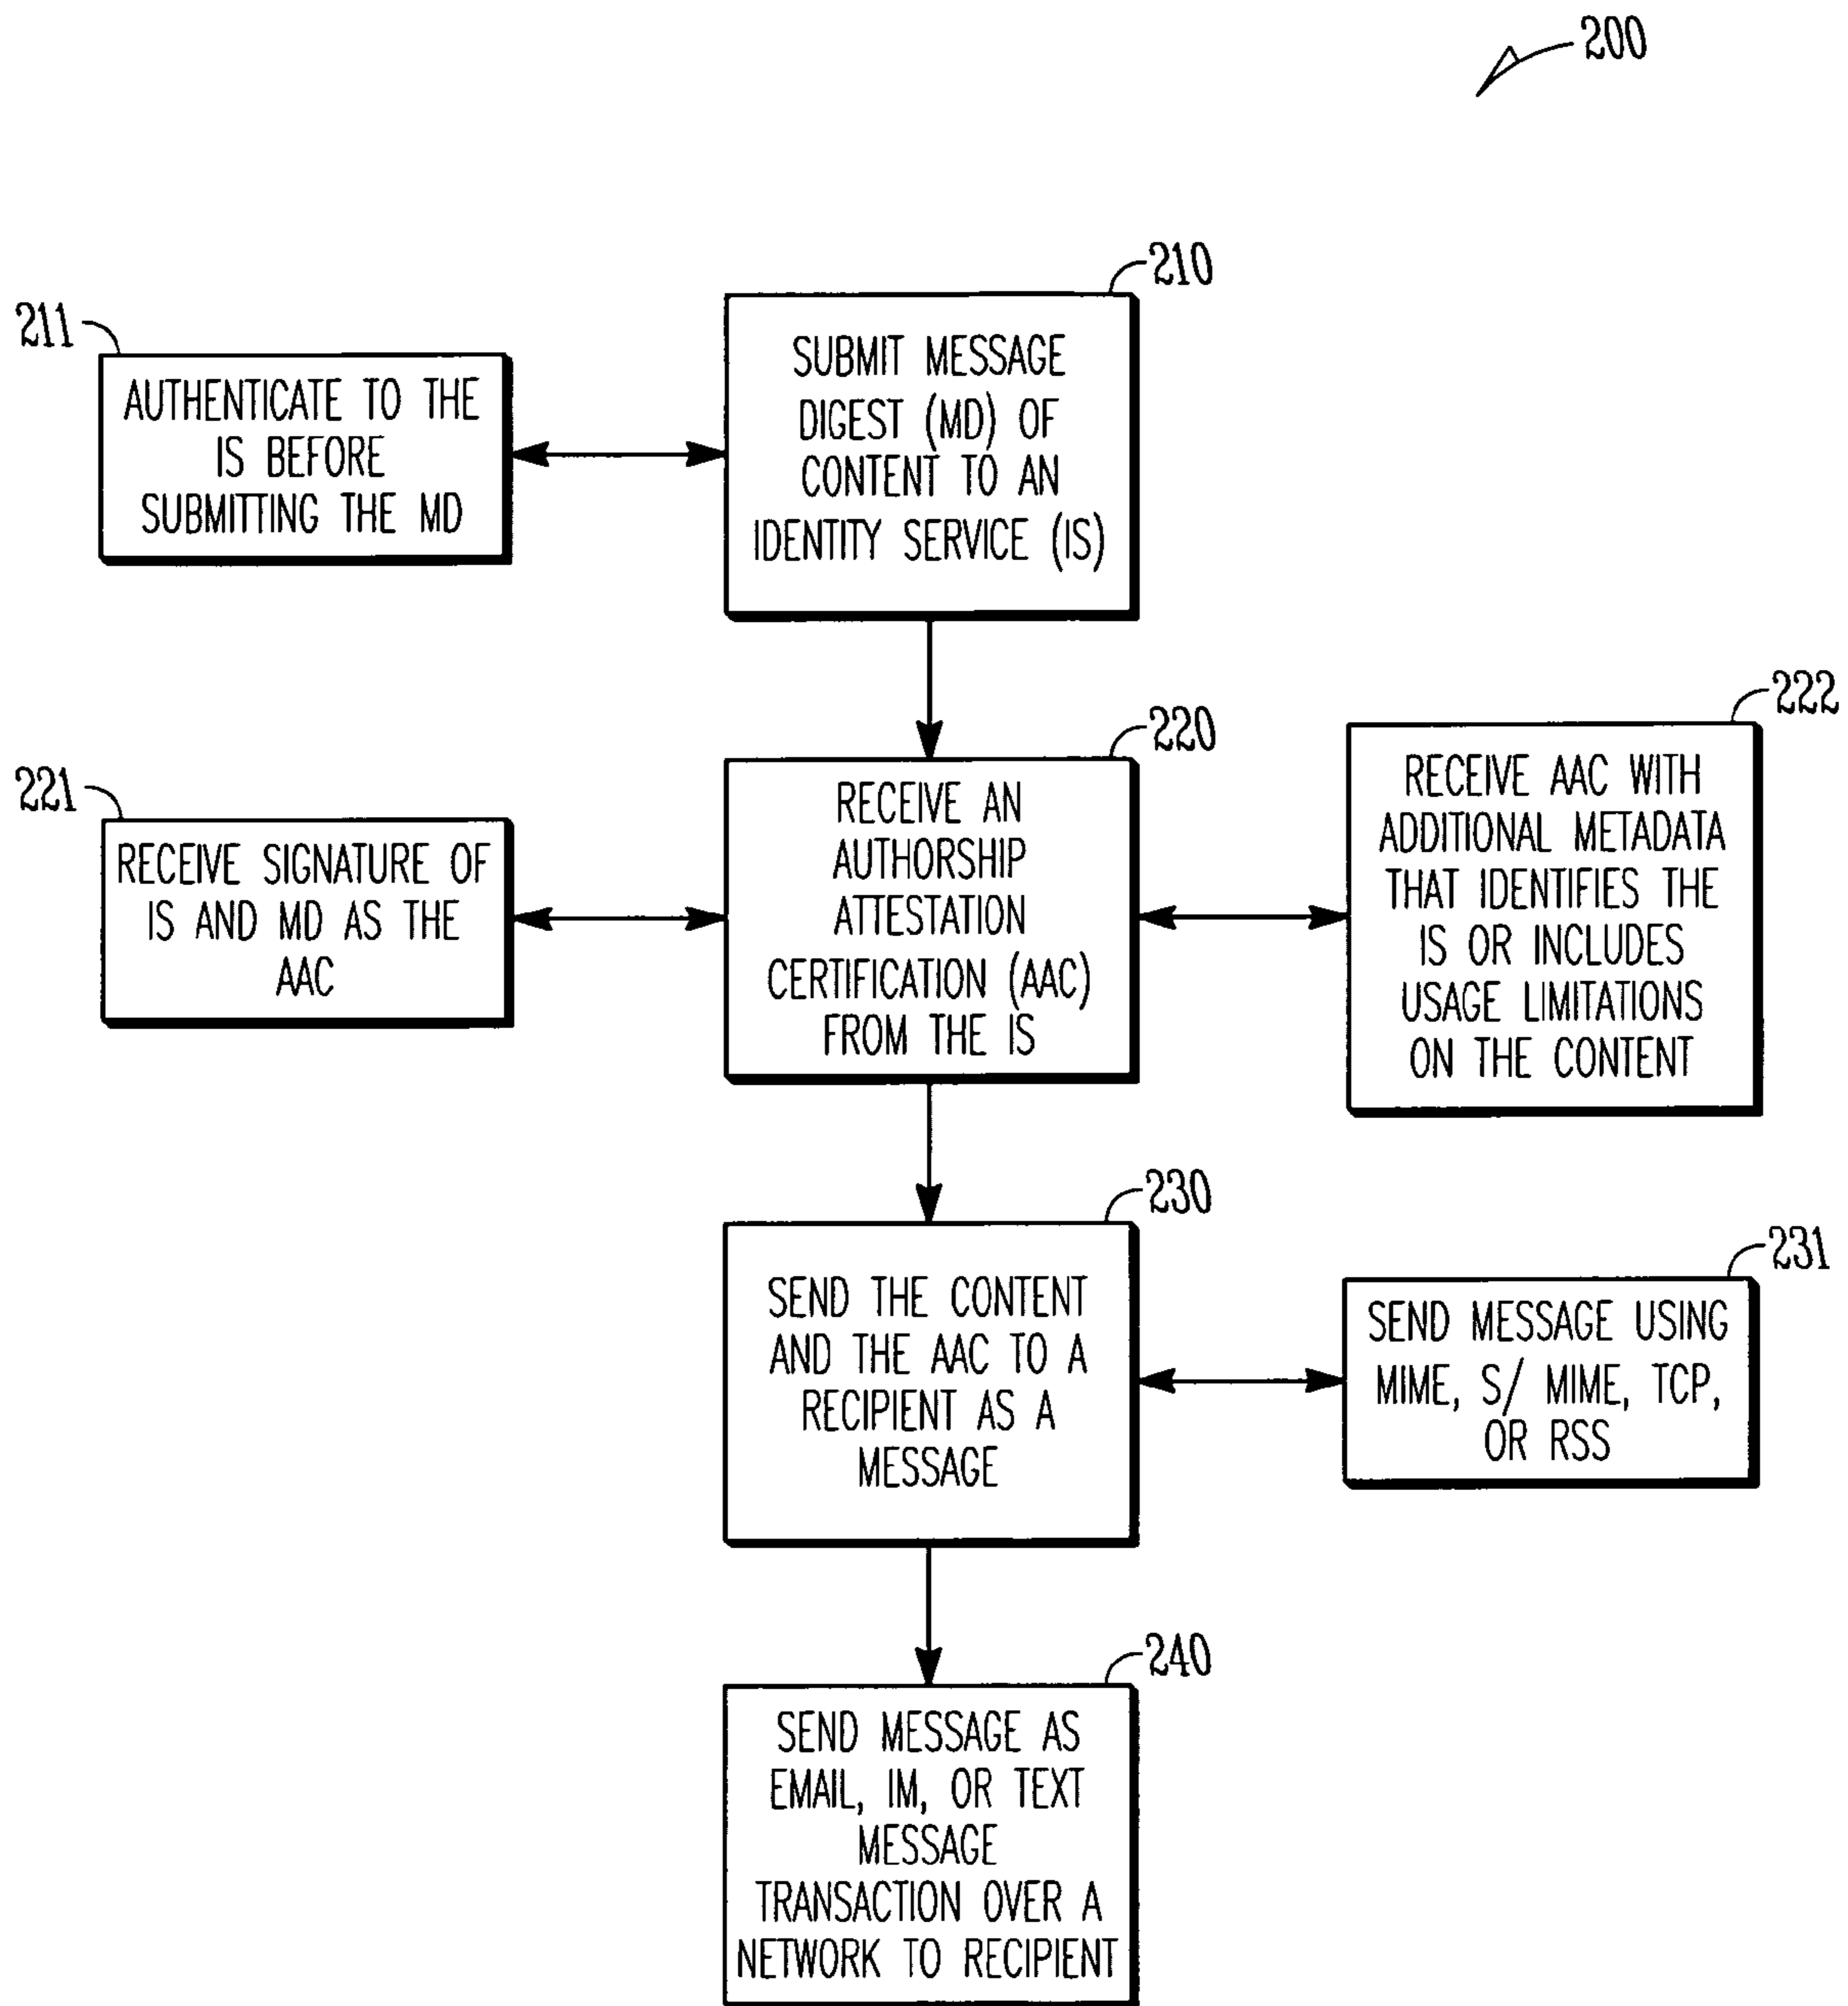 200
210
SUBMIT MESSAGE
DIGEST (MD) OF
CONTENT TO AN
IDENTITY SERVICE (IS)
211
AUTHENTICATE TO THE
IS BEFORE
SUBMITTING THE MD
220
RECEIVE AN
AUTHORSHIP
ATTESTATION
CERTIFICATION (AAC)
FROM THE IS
221
RECEIVE SIGNATURE OF
IS AND MD AS THE
AAC
222
RECEIVE AAC WITH
ADDITIONAL METADATA
THAT IDENTIFIES THE
IS OR INCLUDES
USAGE LIMITATIONS
ON THE CONTENT
230
SEND THE CONTENT
AND THE AAC TO A
RECIPIENT AS A
MESSAGE
231
SEND MESSAGE USING
MIME, S/ MIME, TCP,
OR RSS
240
SEND MESSAGE AS
EMAIL, IM, OR TEXT
MESSAGE
TRANSACTION OVER A
NETWORK TO RECIPIENT